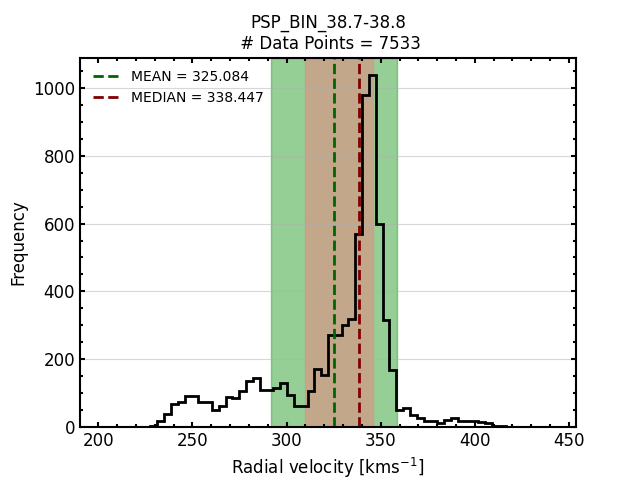 PSP_BIN_38.7-38.8
# Data Points = 7533
MEAN = 325.084
MEDIAN = 338.447
1000
800
600
400
200
0
Frequency
200 250 300 350 400 450
Radial velocity [kms⁻¹]